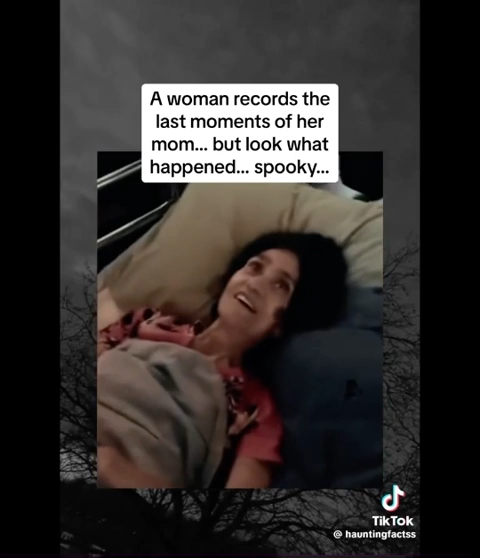 A woman records the
last moments of her
mom... but look what
happened... spooky...
TikTok
@ hauntingfactss